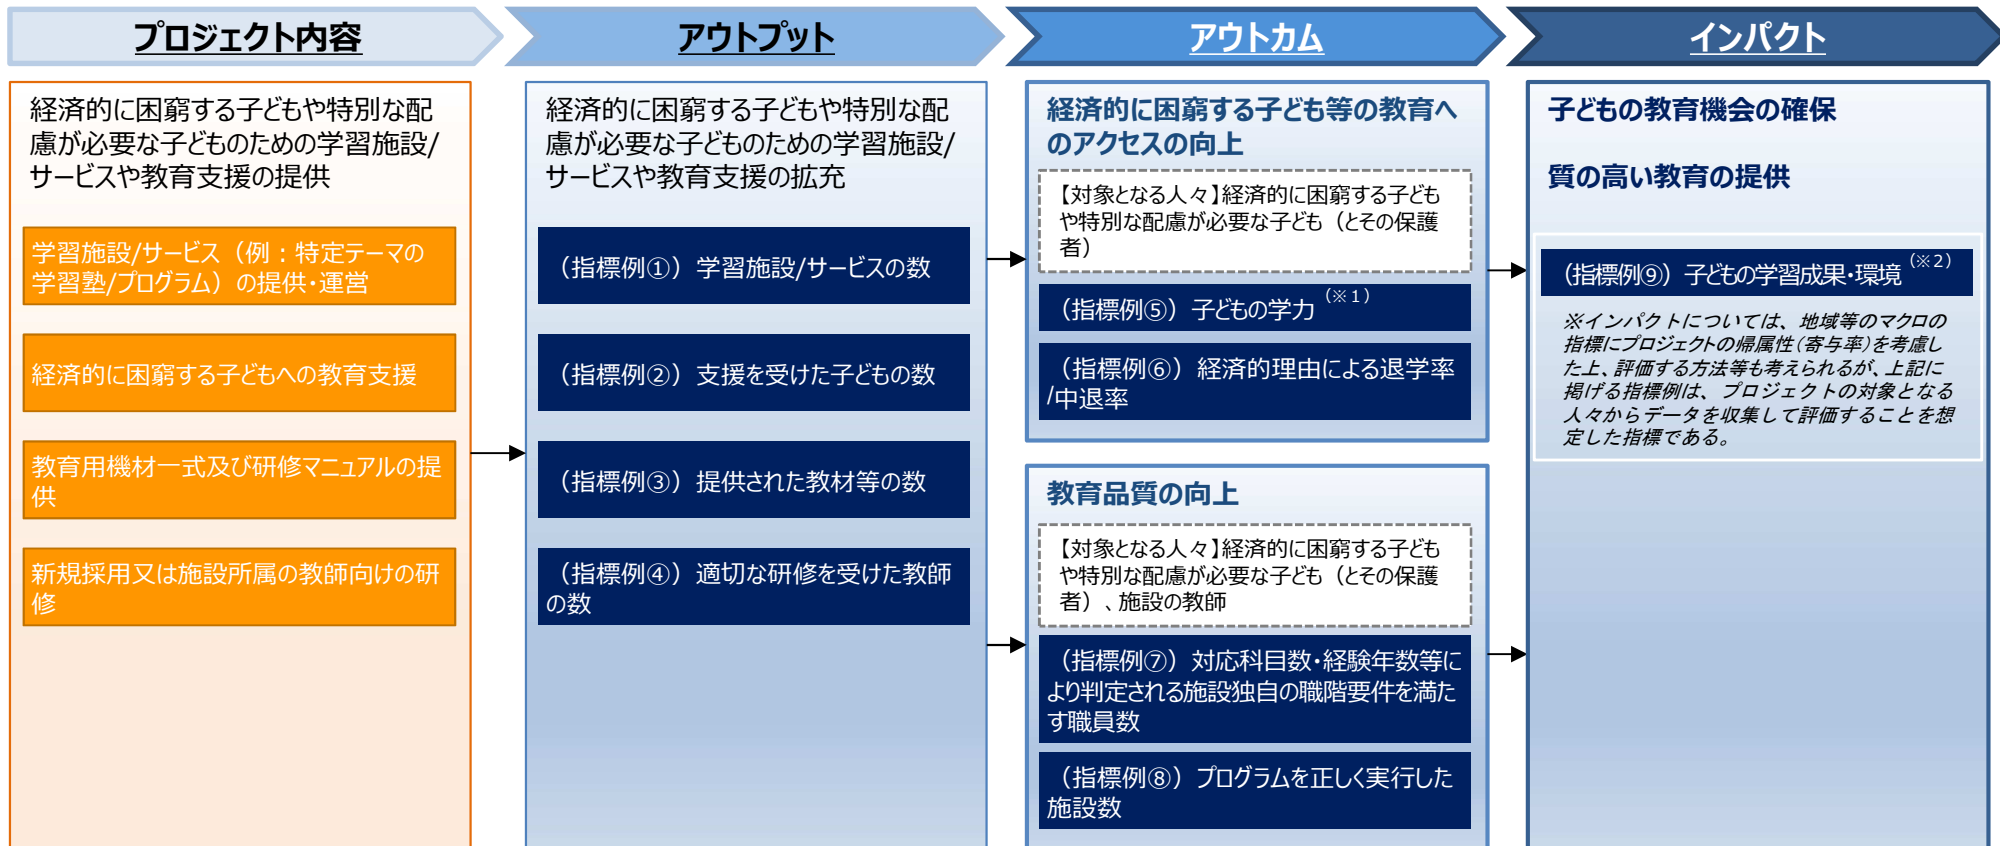 プロジェクト内容
アウトプット
アウトカム
インパクト
経済的に困窮する子どもや特別な配
慮が必要な子どものための学習施設/
サービスや教育支援の提供
学習施設/サービス（例：特定テーマの
学習塾/プログラム）の提供・運営
経済的に困窮する子どもへの教育支援
教育用機材一式及び研修マニュアルの提
供
新規採用又は施設所属の教師向けの研
修
経済的に困窮する子どもや特別な配
慮が必要な子どものための学習施設/
サービスや教育支援の拡充
（指標例①）学習施設/サービスの数
（指標例②）支援を受けた子どもの数
（指標例③）提供された教材等の数
（指標例④）適切な研修を受けた教師
の数
経済的に困窮する子ども等の教育へ
のアクセスの向上
【対象となる人々】経済的に困窮する子ども
や特別な配慮が必要な子ども（とその保護
者）
（指標例⑤）子どもの学力（※１）
（指標例⑥）経済的理由による退学率
/中退率
教育品質の向上
【対象となる人々】経済的に困窮する子ども
や特別な配慮が必要な子ども（とその保護
者）、施設の教師
（指標例⑦）対応科目数・経験年数等に
より判定される施設独自の職階要件を満た
す職員数
（指標例⑧）プログラムを正しく実行した
施設数
子どもの教育機会の確保
質の高い教育の提供
（指標例⑨）子どもの学習成果・環境（※２）
※インパクトについては、地域等のマクロの
指標にプロジェクトの帰属性（寄与率）を考慮し
た上、評価する方法等も考えられるが、上記に
掲げる指標例は、プロジェクトの対象となる
人々からデータを収集して評価することを想
定した指標である。